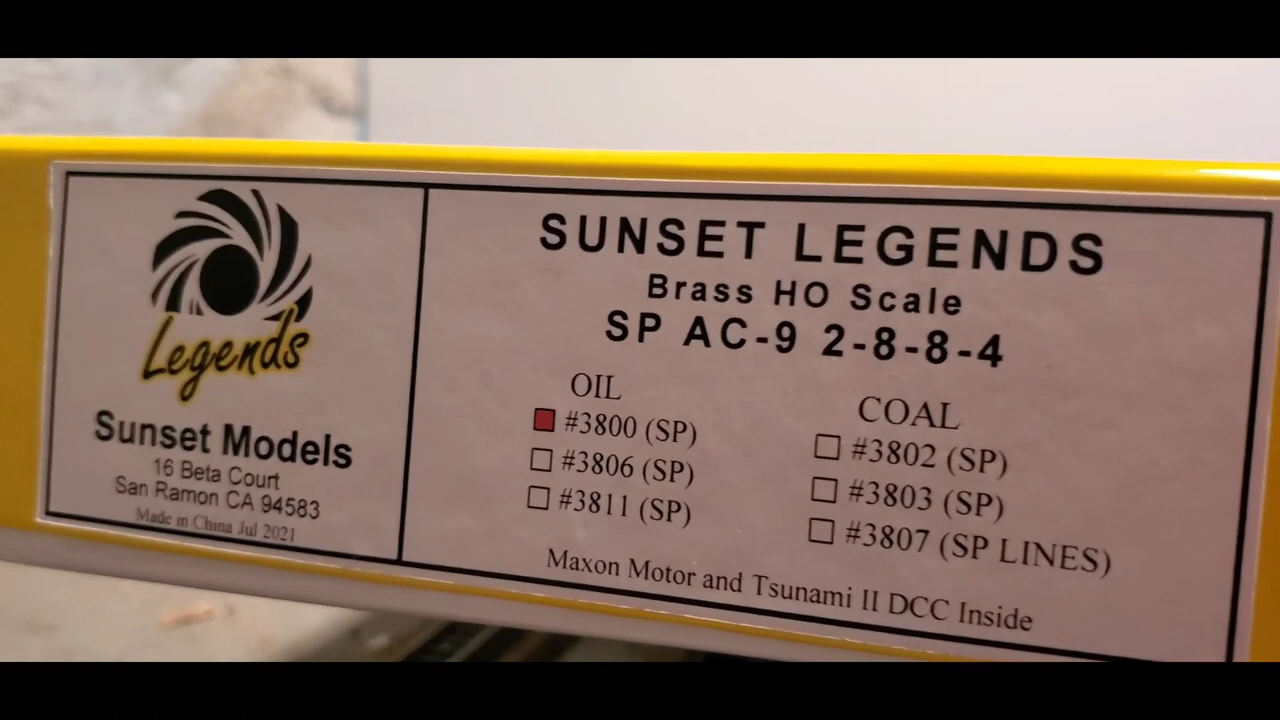 Legends
Sunset Models
16 Beta Court
San Ramon CA 94583
Made in China Jul 2021
SUNSET LEGENDS
Brass HO Scale
SP AC-9 2-8-8-4
OIL
#3800 (SP)
#3806 (SP)
#3811 (SP)
COAL
#3802 (SP)
#3803 (SP)
#3807 (SP LINES)
Maxon Motor and Tsunami II DCC Inside